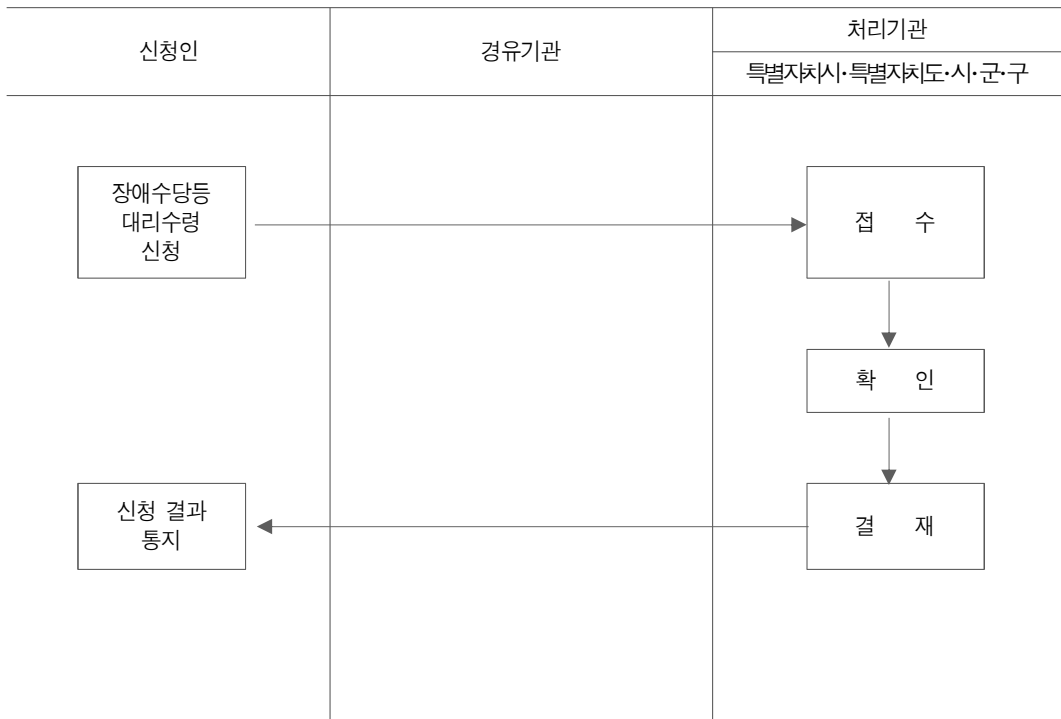 신청인
경유기관
처리기관
특별자치시·특별자치도·시·군·구
장애수당등
대리수령
신청
접 수
확 인
신청 결과
통지
결 재